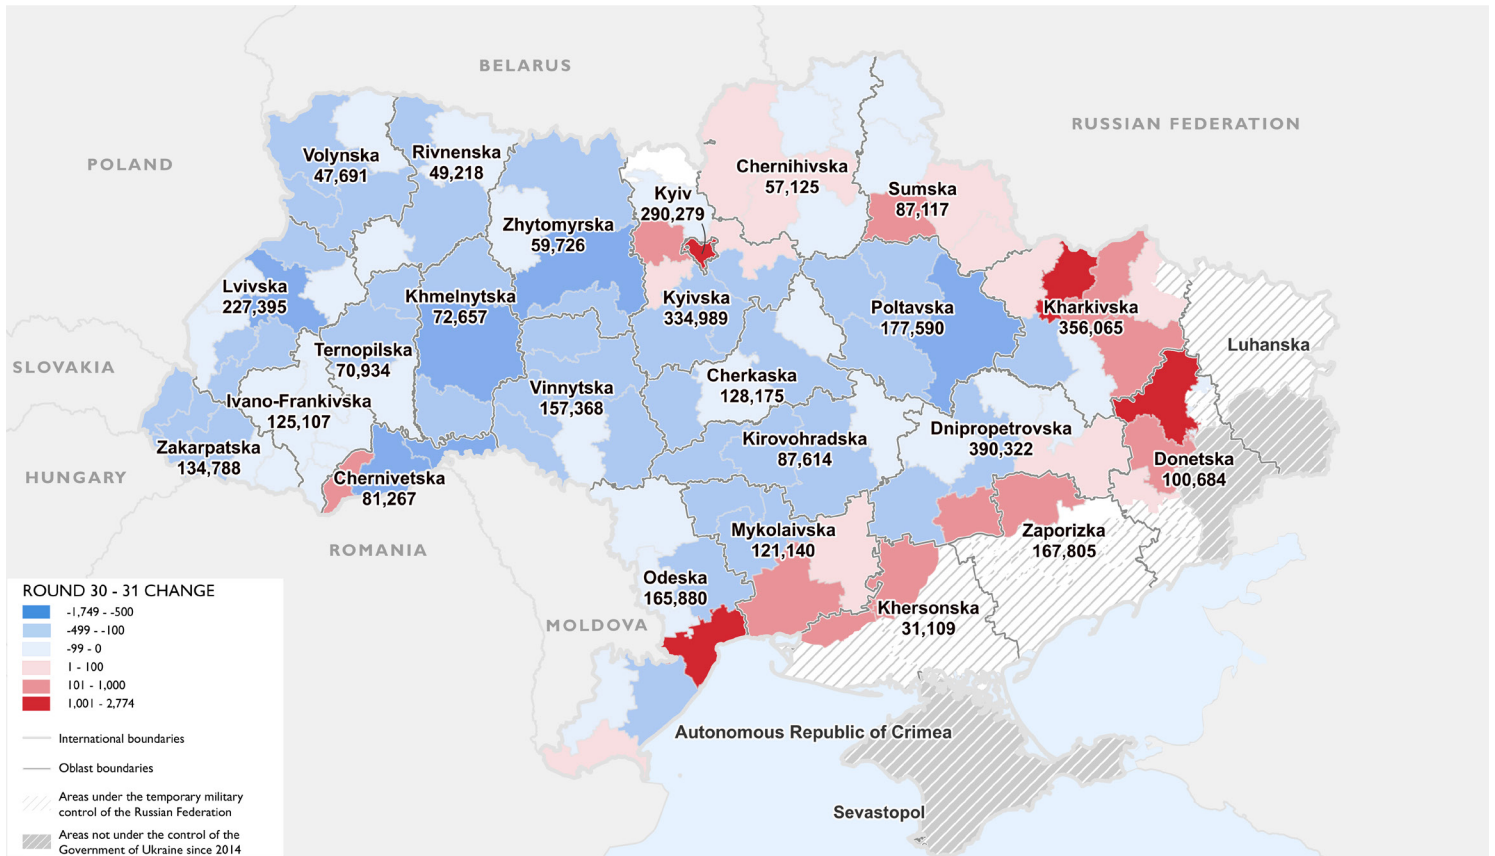 BELARUS
RUSSIAN FEDERATION
POLAND
Volynska
47,691
Rivnenska
49,218
Chernihivska
57,125
Kyiv
290,279
Sumska
87,117
Zhytomyrska
59,726
Lvivska
227,395
Khmelnytska
72,657
Kyivska
334,989
Poltavska
177,590
Kharkivska
356,065
Luhanska
SLOVAKIA
Ternopilska
70,934
Ivano-Frankivska
125,107
Vinnytska
157,368
Cherkaska
128,175
Zakarpatska
134,788
Kirovohradska
87,614
Dnipropetrovska
390,322
Donetska
100,684
HUNGARY
Chernivetska
81,267
ROMANIA
Mykolaivska
121,140
Zaporizka
167,805
Odeska
165,880
Khersonska
31,109
MOLDOVA
Autonomous Republic of Crimea
Sevastopol
ROUND 30 - 31 CHANGE
-1,749 - -500
-499 - -100
-99 - 0
1 - 100
101 - 1,000
1,001 - 2,774
International boundaries
Oblast boundaries
Areas under the temporary military
control of the Russian Federation
Areas not under the control of the
Government of Ukraine since 2014